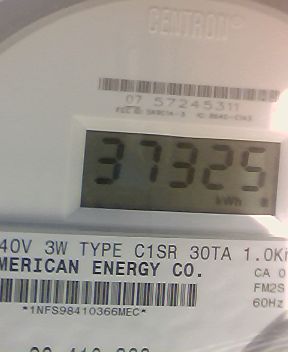 CENTRON®
07 57245311
37325
kWh
40V 3W TYPE C1SR 30TA 1.0K
MERICAN ENERGY CO.
CA 0
FM2S
60Hz
*1NFS98410366MEC*